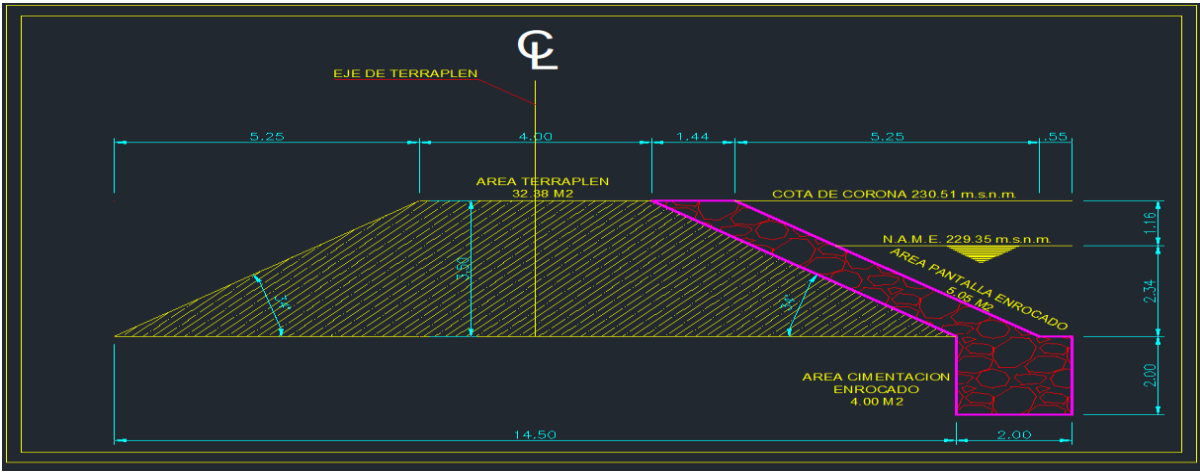 ℄
EJE DE TERRAPLEN
5.25
4.00
1.44
5.25
.55
AREA TERRAPLEN
32.38 M2
COTA DE CORONA 230.51 m.s.n.m.
1.16
N.A.M.E. 229.35 m.s.n.m.
AREA PANTALLA ENROCADO
5.05 M2
3.50
34°
34°
2.34
AREA CIMENTACION
ENROCADO
4.00 M2
2.00
14.50
2.00